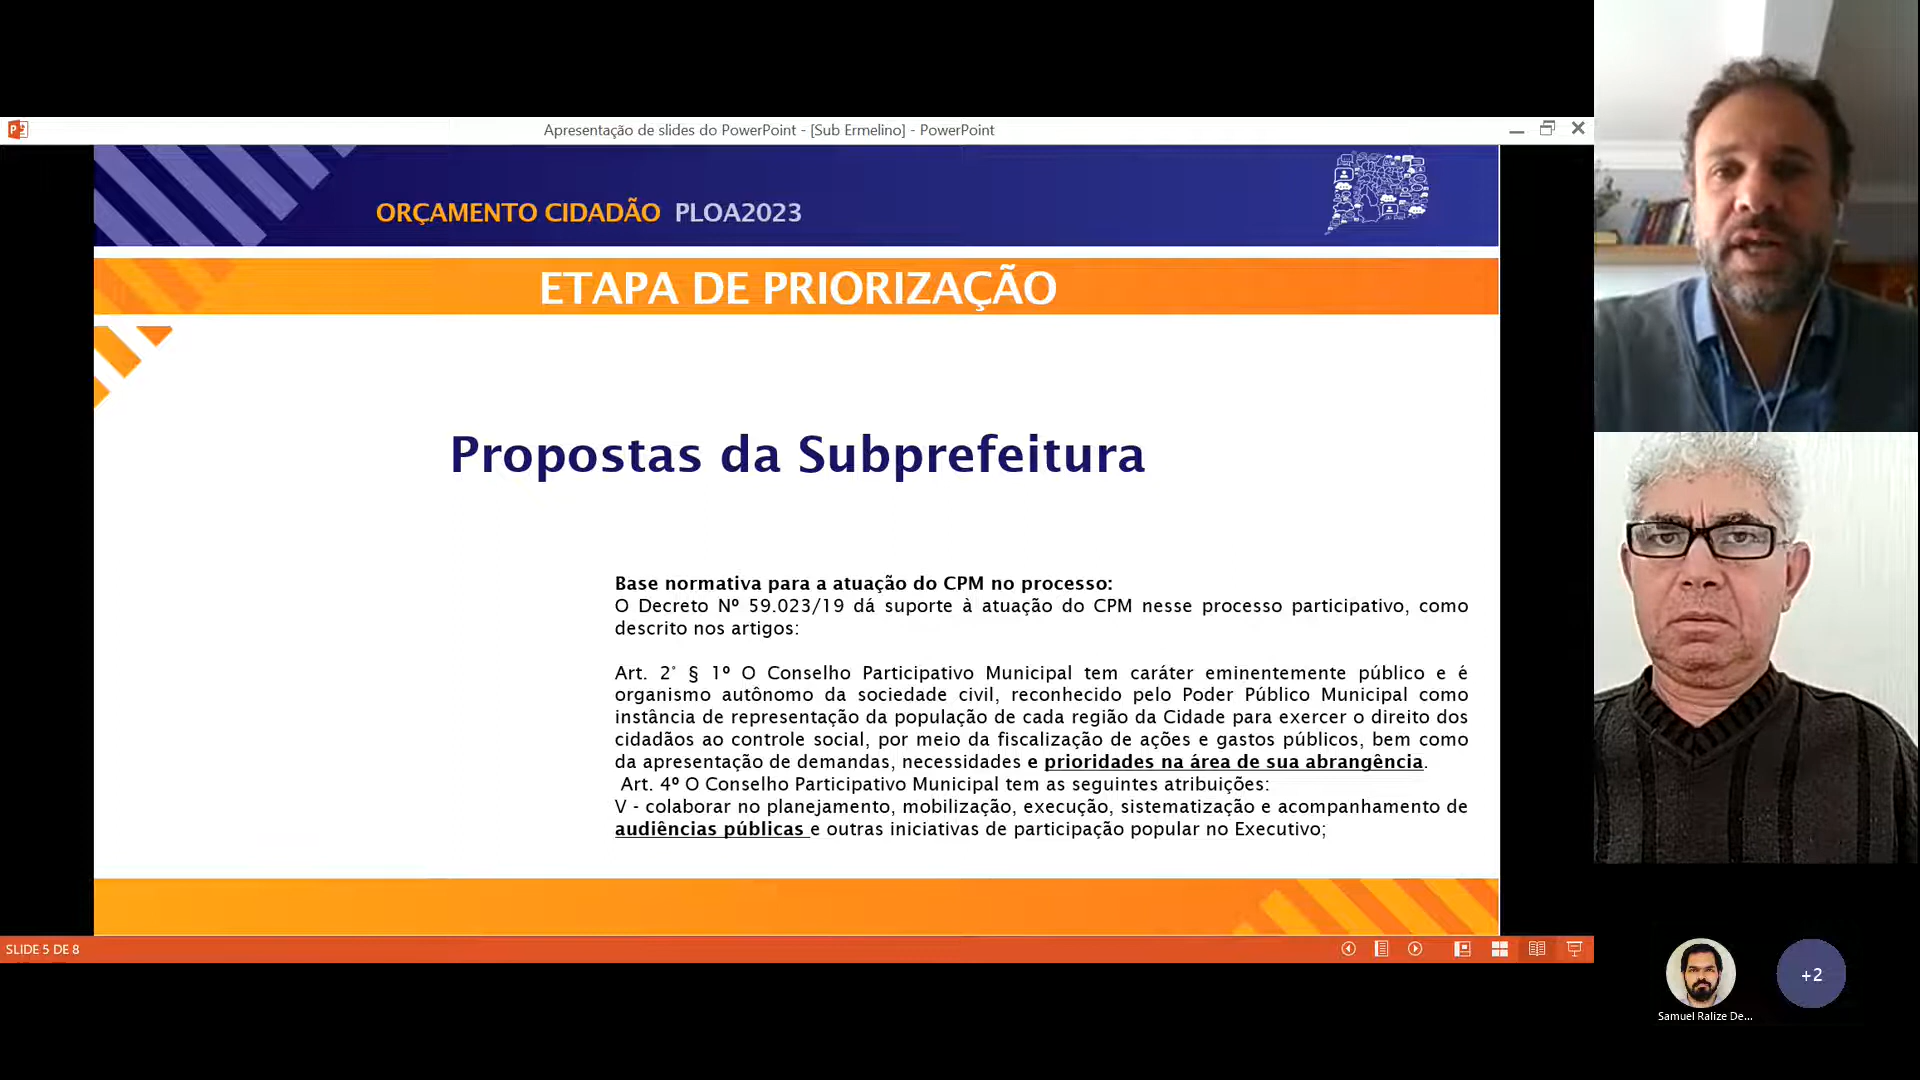 Apresentação de slides do PowerPoint - [Sub Ermelino] - PowerPoint
ORÇAMENTO CIDADÃO PLOA2023
ETAPA DE PRIORIZAÇÃO
Propostas da Subprefeitura
Base normativa para a atuação do CPM no processo:
O Decreto Nº 59.023/19 dá suporte à atuação do CPM nesse processo participativo, como
descrito nos artigos:
Art. 2° § 1º O Conselho Participativo Municipal tem caráter eminentemente público e é
organismo autônomo da sociedade civil, reconhecido pelo Poder Público Municipal como
instância de representação da população de cada região da Cidade para exercer o direito dos
cidadãos ao controle social, por meio da fiscalização de ações e gastos públicos, bem como
da apresentação de demandas, necessidades e prioridades na área de sua abrangência.
Art. 4º O Conselho Participativo Municipal tem as seguintes atribuições:
V - colaborar no planejamento, mobilização, execução, sistematização e acompanhamento de
audiências públicas e outras iniciativas de participação popular no Executivo;
SLIDE 5 DE 8
+2
Samuel Ralize De...